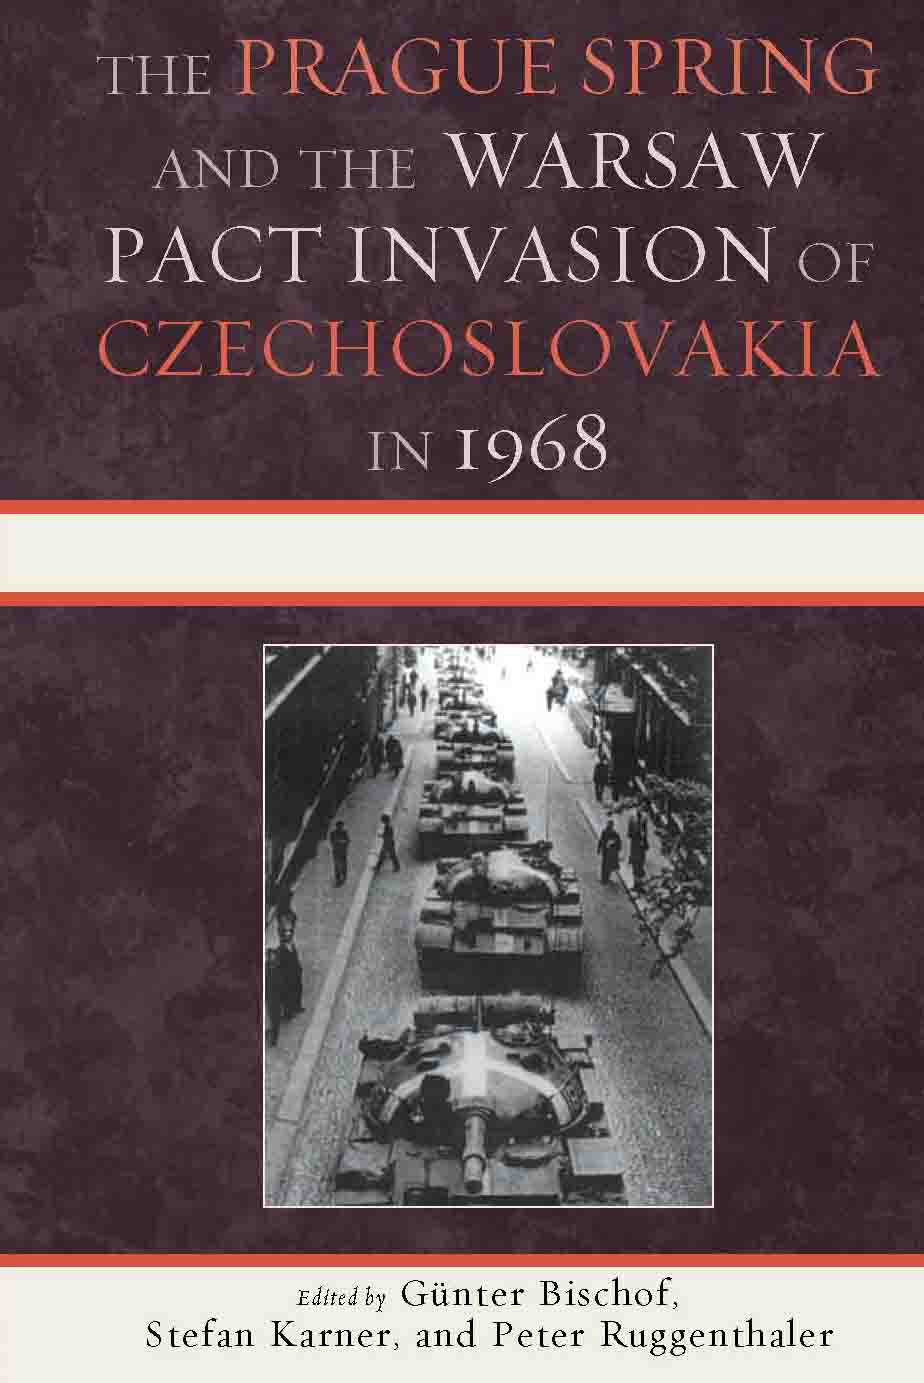 THE PRAGUE SPRING
AND THE WARSAW
PACT INVASION OF
CZECHOSLOVAKIA
IN 1968
Edited by Günter Bischof,
Stefan Karner, and Peter Ruggenthaler